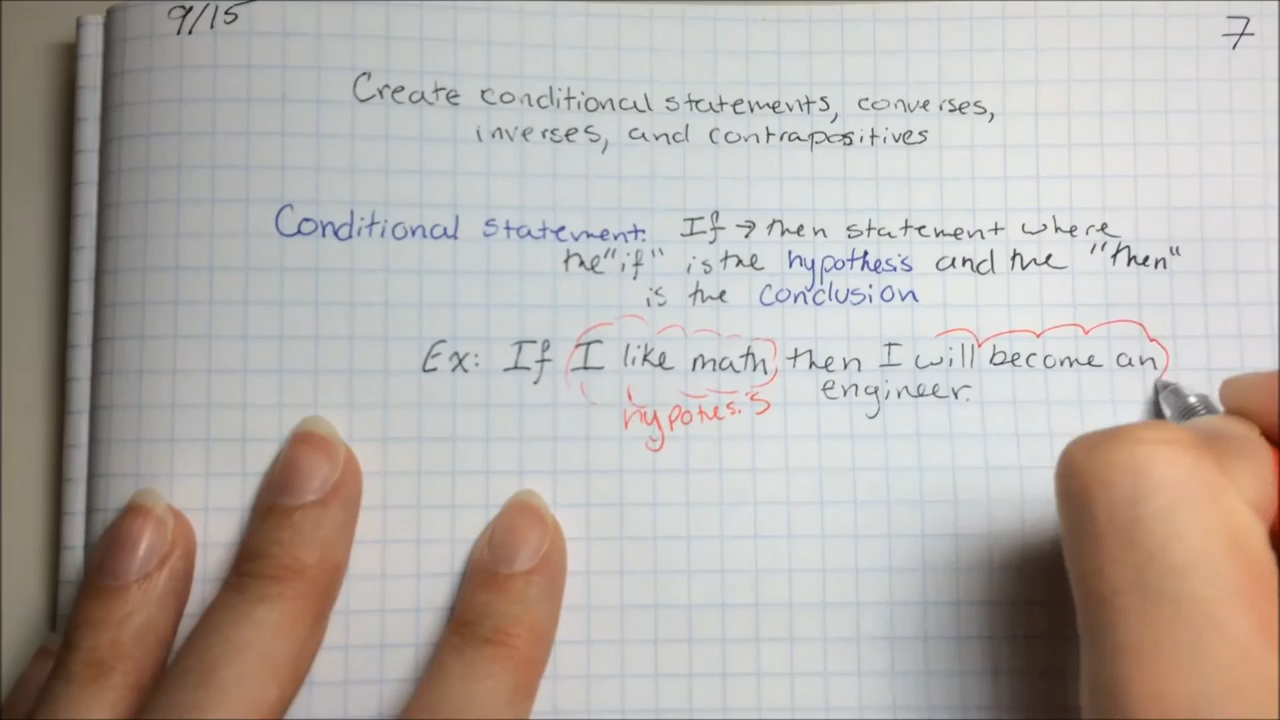 9/15
7
Create conditional statements, converses,
inverses, and contrapositives
Conditional statement: If → then statement where
the "if" is the hypothesis and the "then"
is the conclusion
Ex: If I like math then I will become an
engineer.
hypothesis